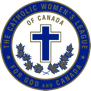 THE CATHOLIC WOMEN'S LEAGUE
OF CANADA
FOR GOD AND CANADA